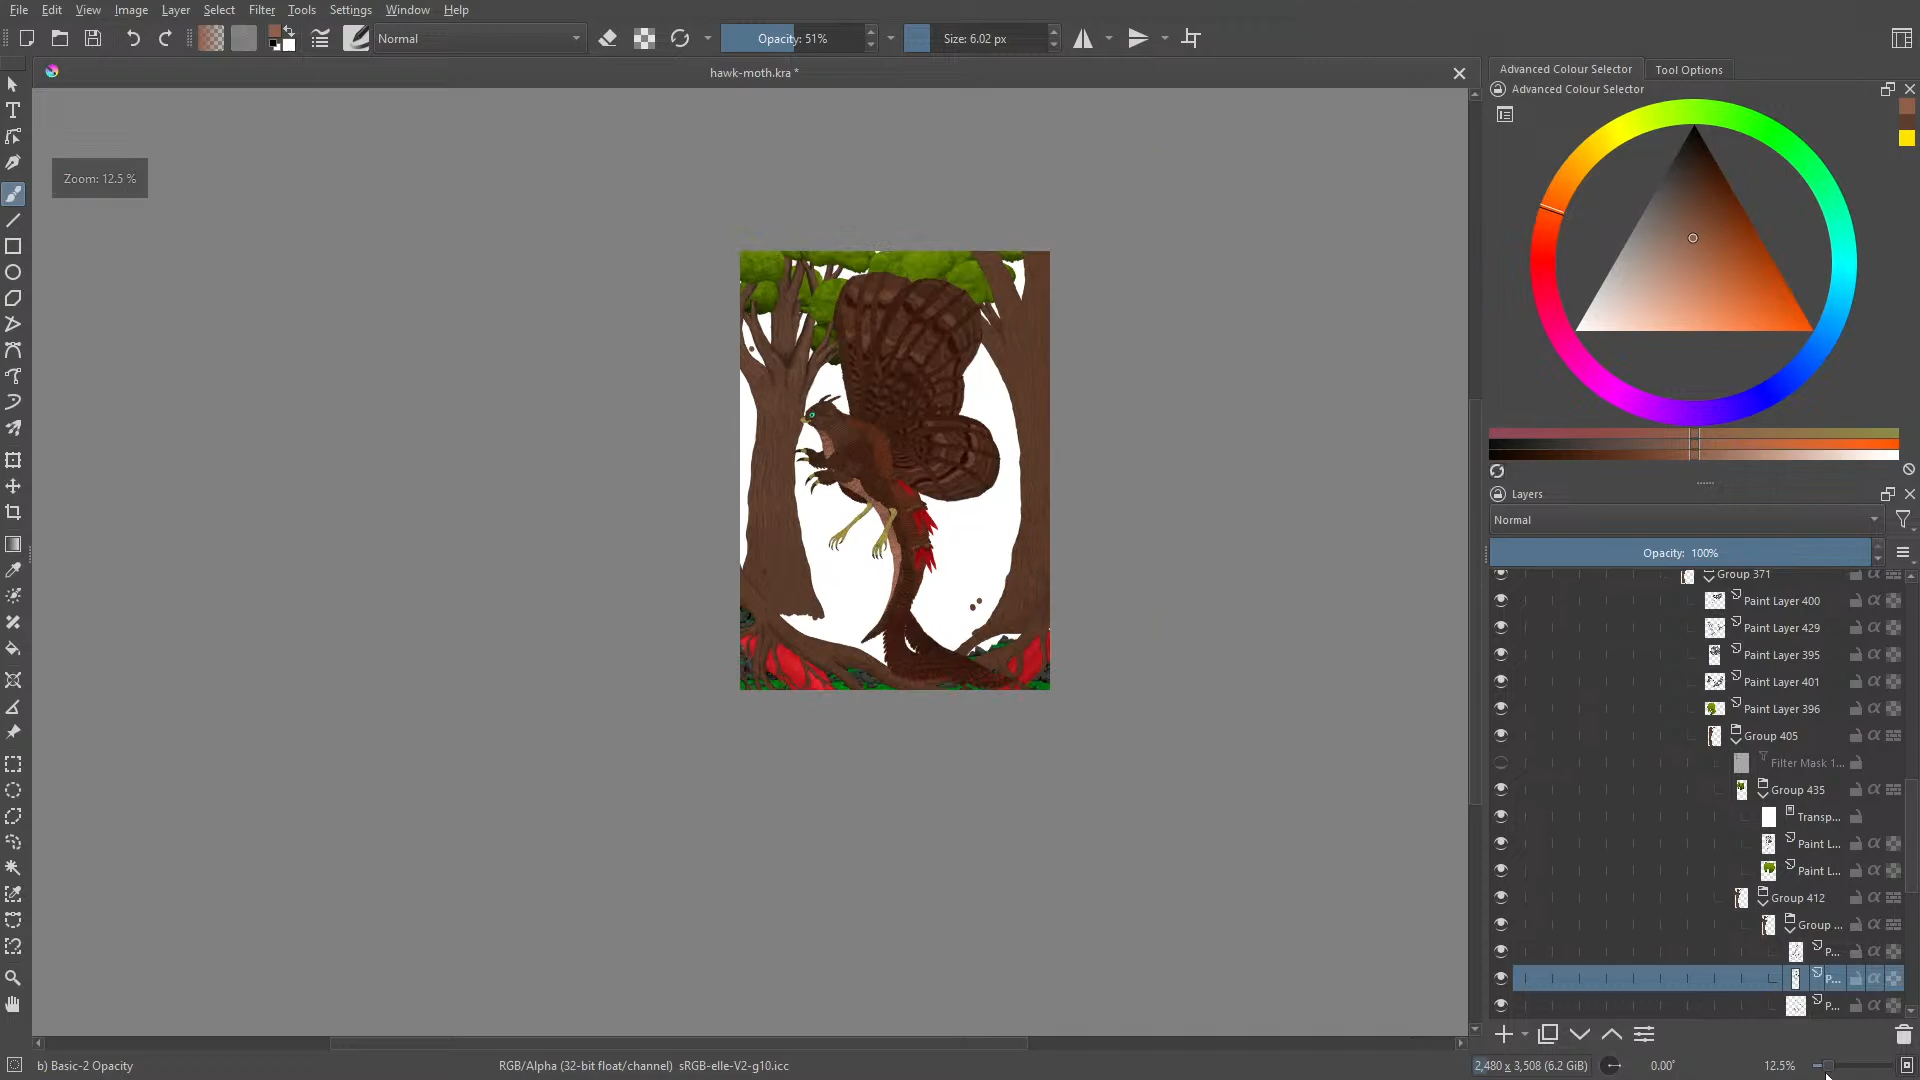 File Edit View Image Layer Select Filter Tools Settings Window Help
Normal
Opacity: 51%
Size: 6.02 px
hawk-moth.kra *
Advanced Colour Selector
Tool Options
Advanced Colour Selector
Zoom: 12.5 %
Layers
Normal
Opacity: 100%
Group 371
Paint Layer 400
Paint Layer 429
Paint Layer 395
Paint Layer 401
Paint Layer 396
Group 405
Filter Mask 1...
Group 435
Transp...
Paint L...
Paint L...
Group 412
Group ...
P...
P...
P...
b) Basic-2 Opacity
RGB/Alpha (32-bit float/channel) sRGB-elle-V2-g10.icc
2,480 x 3,508 (6.2 GiB)
0.00°
12.5%